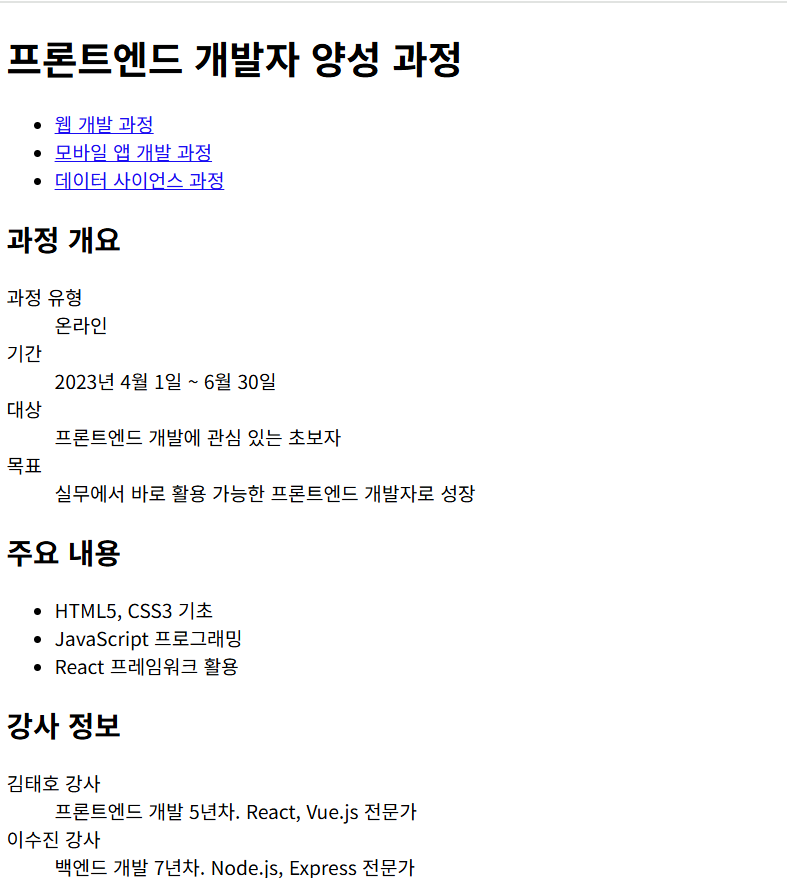 프론트엔드 개발자 양성 과정
웹 개발 과정
모바일 앱 개발 과정
데이터 사이언스 과정
과정 개요
과정 유형
온라인
기간
2023년 4월 1일 ~ 6월 30일
대상
프론트엔드 개발에 관심 있는 초보자
목표
실무에서 바로 활용 가능한 프론트엔드 개발자로 성장
주요 내용
HTML5, CSS3 기초
JavaScript 프로그래밍
React 프레임워크 활용
강사 정보
김태호 강사
프론트엔드 개발 5년차. React, Vue.js 전문가
이수진 강사
백엔드 개발 7년차. Node.js, Express 전문가